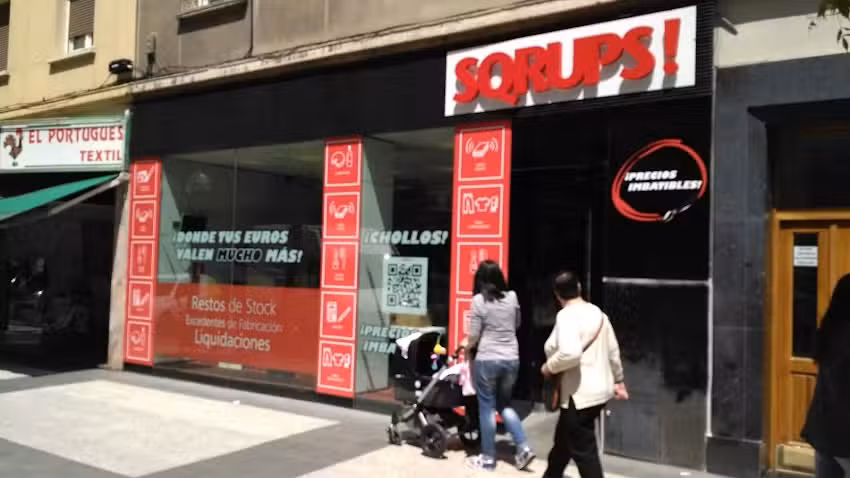 EL PORTUGUÉS
TEXTIL
SQRUPS!
¡DONDE TUS EUROS
VALEN MUCHO MÁS!
Restos de Stock
Excedentes de Fabricación
Liquidaciones
¡CHOLLOS!
¡PRECIOS
IMBA
¡PRECIOS
IMBATIBLES!